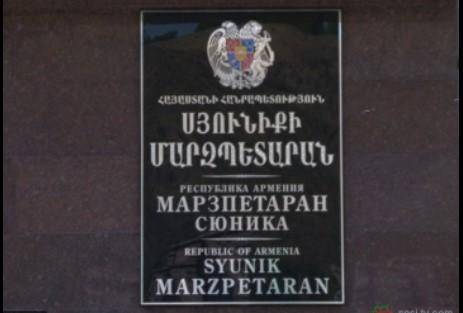 ՀԱՅԱՍՏԱՆԻ ՀԱՆՐԱՊԵՏՈՒԹՅՈՒՆ
ՍՅՈՒՆԻՔԻ
ՄԱՐԶՊԵՏԱՐԱՆ
РЕСПУБЛИКА АРМЕНИЯ
МАРЗПЕТАРАН
СЮНИКА
REPUBLIC OF ARMENIA
SYUNIK
MARZPETARAN